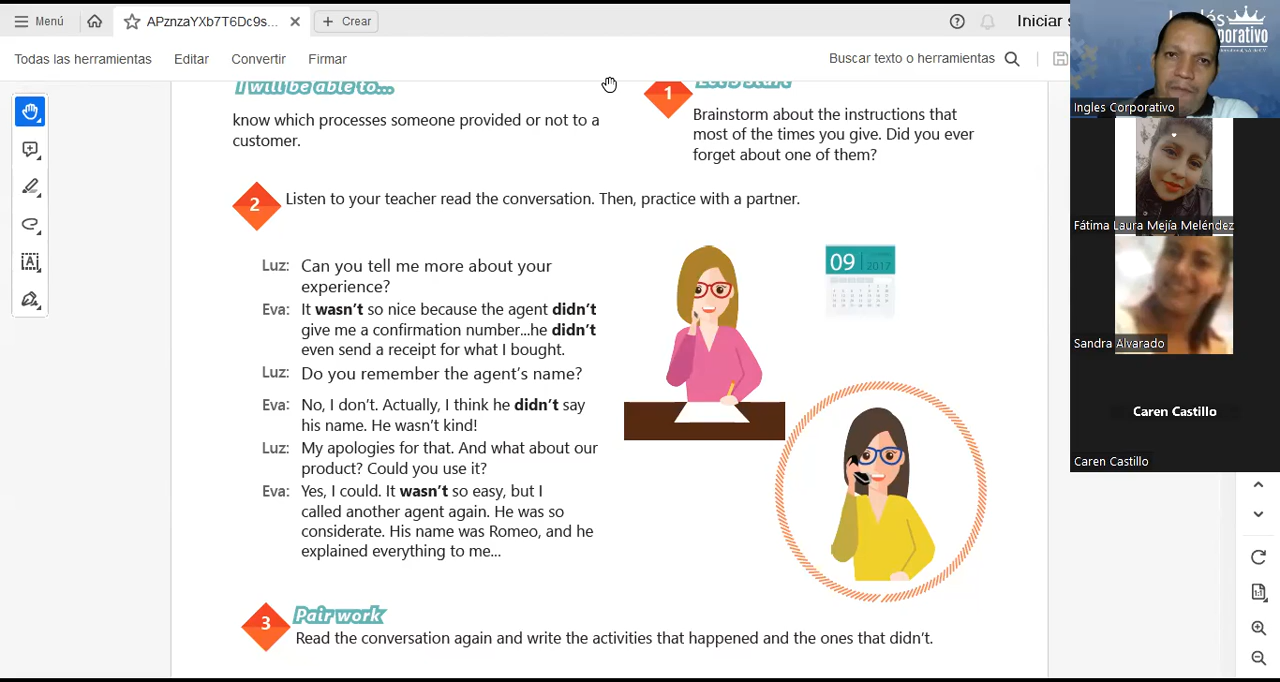 Menú
APznzaYXb7T6Dc9s...
Crear
Iniciar s
Todas las herramientas
Editar
Convertir
Firmar
Buscar texto o herramientas
I will be able to...
know which processes someone provided or not to a
customer.
1
Let's start
Brainstorm about the instructions that
most of the times you give. Did you ever
forget about one of them?
2
Listen to your teacher read the conversation. Then, practice with a partner.
Luz: Can you tell me more about your
experience?
Eva: It wasn't so nice because the agent didn't
give me a confirmation number...he didn't
even send a receipt for what I bought.
Luz: Do you remember the agent's name?
Eva: No, I don't. Actually, I think he didn't say
his name. He wasn't kind!
Luz: My apologies for that. And what about our
product? Could you use it?
Eva: Yes, I could. It wasn't so easy, but I
called another agent again. He was so
considerate. His name was Romeo, and he
explained everything to me...
09
2017
3
Pair work
Read the conversation again and write the activities that happened and the ones that didn't.
Ingles Corporativo
Fátima Laura Mejía Meléndez
Sandra Alvarado
Caren Castillo
Caren Castillo